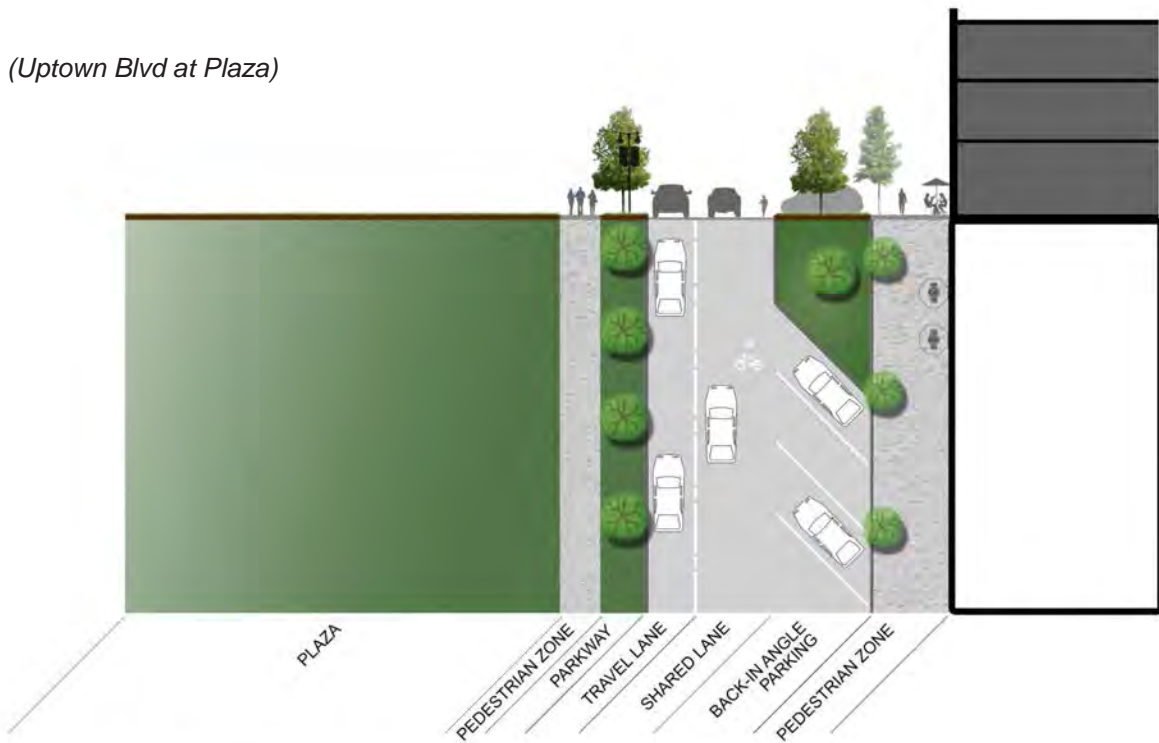 (Uptown Blvd at Plaza)
PLAZA
PEDESTRIAN ZONE
PARKWAY
TRAVEL LANE
SHARED LANE
BACK-IN ANGLE
PARKING
PEDESTRIAN ZONE